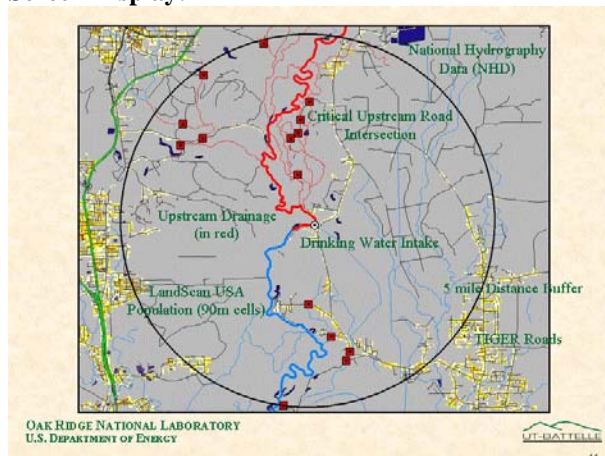 National Hydrography
Data (NHD)
Critical Upstream Road
Intersection
Upstream Drainage
(in red)
Drinking Water Intake
LandScan USA
Population (90m cells)
5 mile Distance Buffer
TIGER Roads
OAK RIDGE NATIONAL LABORATORY
U.S. DEPARTMENT OF ENERGY
UT-BATTELLE